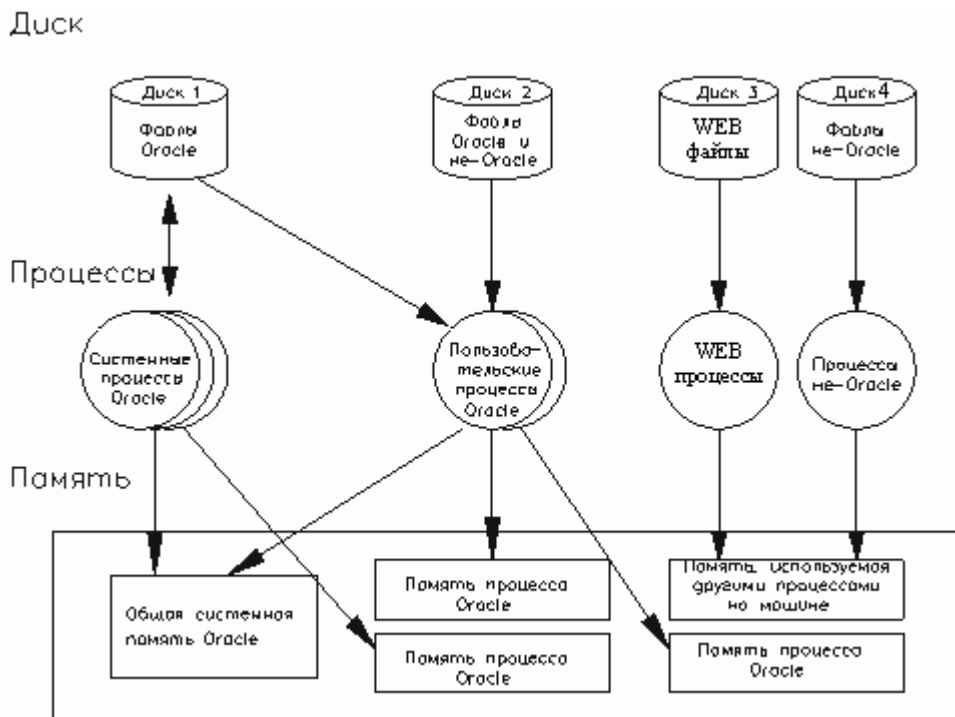 Диск
Диск 1
Файлы
Oracle
Диск 2
Файлы
Oracle и
не-Oracle
Диск 3
WEB
файлы
Диск4
Файлы
не-Oracle
Процессы
Системные
процессы
Oracle
Пользова-
тельские
процессы
Oracle
WEB
процессы
Процессы
не-Oracle
Память
Общая системная
память Oracle
Память процесса
Oracle
Память процесса
Oracle
Память, используемая
другими процессами
на машине
Память процесса
Oracle